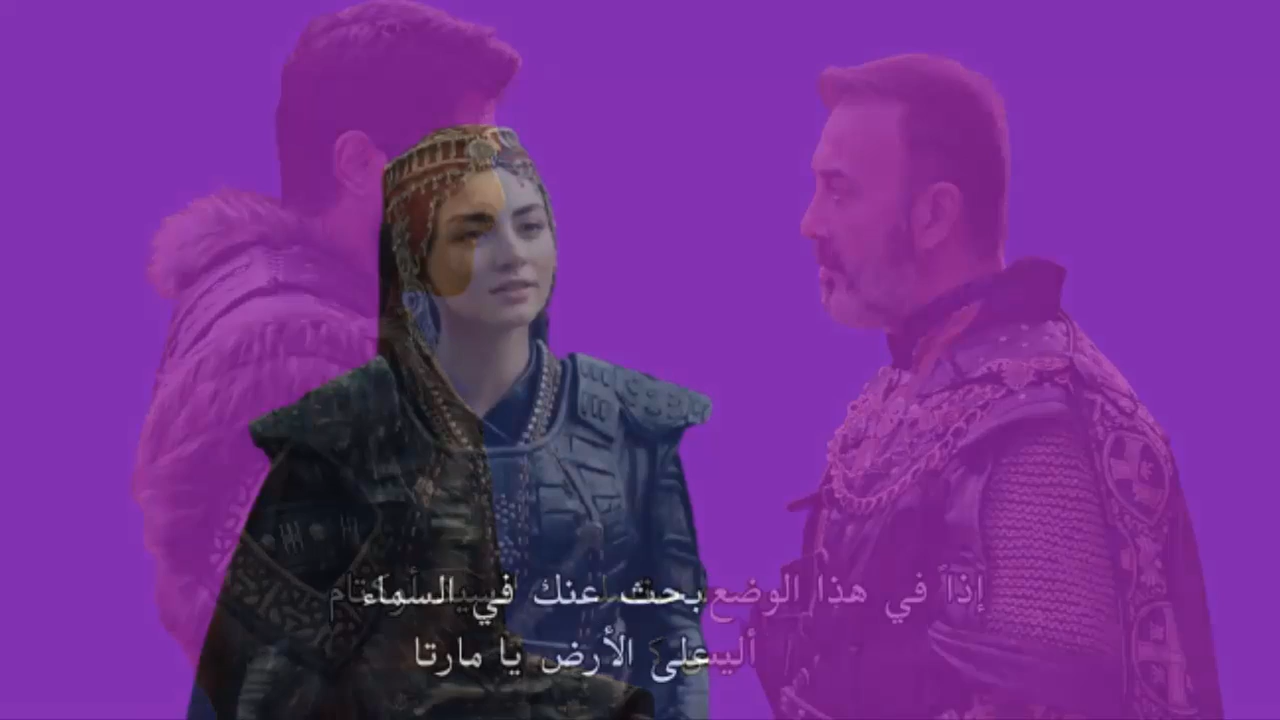 إذاً في هذا الوضع بحث عنك في السماء
على الأرض يا مارتا